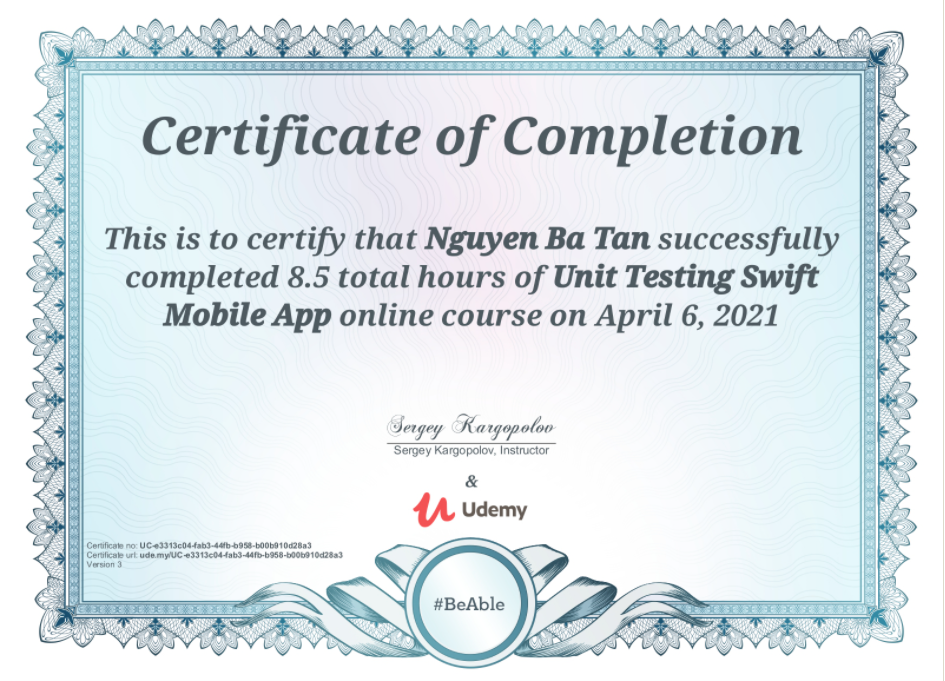 Certificate of Completion
This is to certify that Nguyen Ba Tan successfully
completed 8.5 total hours of Unit Testing Swift
Mobile App online course on April 6, 2021
Sergey Kargopolov
Sergey Kargopolov, Instructor
&
Udemy
Certificate no: UC-e3313c04-fab3-44fb-b958-b00b910d28a3
Certificate url: ude.my/UC-e3313c04-fab3-44fb-b958-b00b910d28a3
Version 3
#BeAble